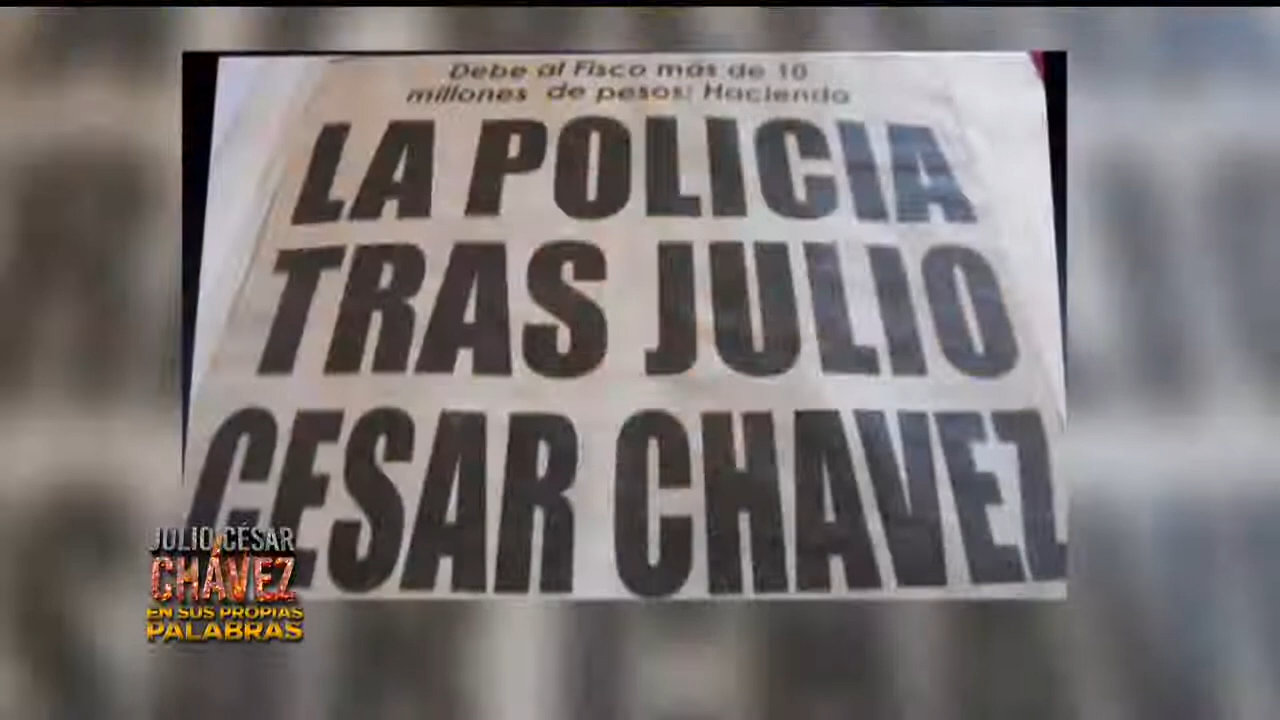 Debe al Fisco más de 10
millones de pesos: Hacienda
LA POLICIA
TRAS JULIO
CESAR CHAVEZ
JULIO CÉSAR
CHÁVEZ
EN SUS PROPIAS
PALABRAS